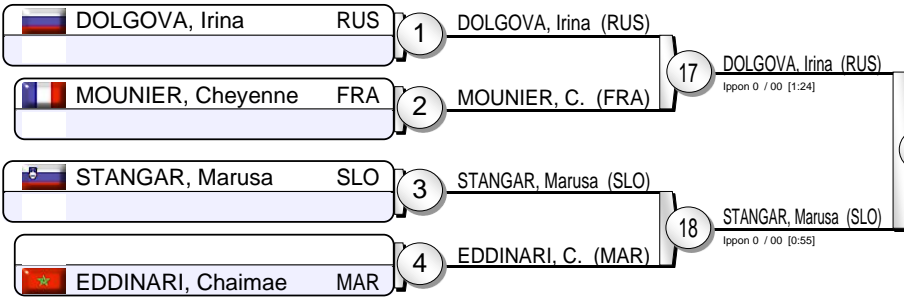 DOLGOVA, Irina RUS
1
DOLGOVA, Irina (RUS)
17
DOLGOVA, Irina (RUS)
Ippon 0 / 00 [1:24]
MOUNIER, Cheyenne FRA
2
MOUNIER, C. (FRA)
STANGAR, Marusa SLO
3
STANGAR, Marusa (SLO)
18
STANGAR, Marusa (SLO)
Ippon 0 / 00 [0:55]
EDDINARI, Chaimae MAR
4
EDDINARI, C. (MAR)